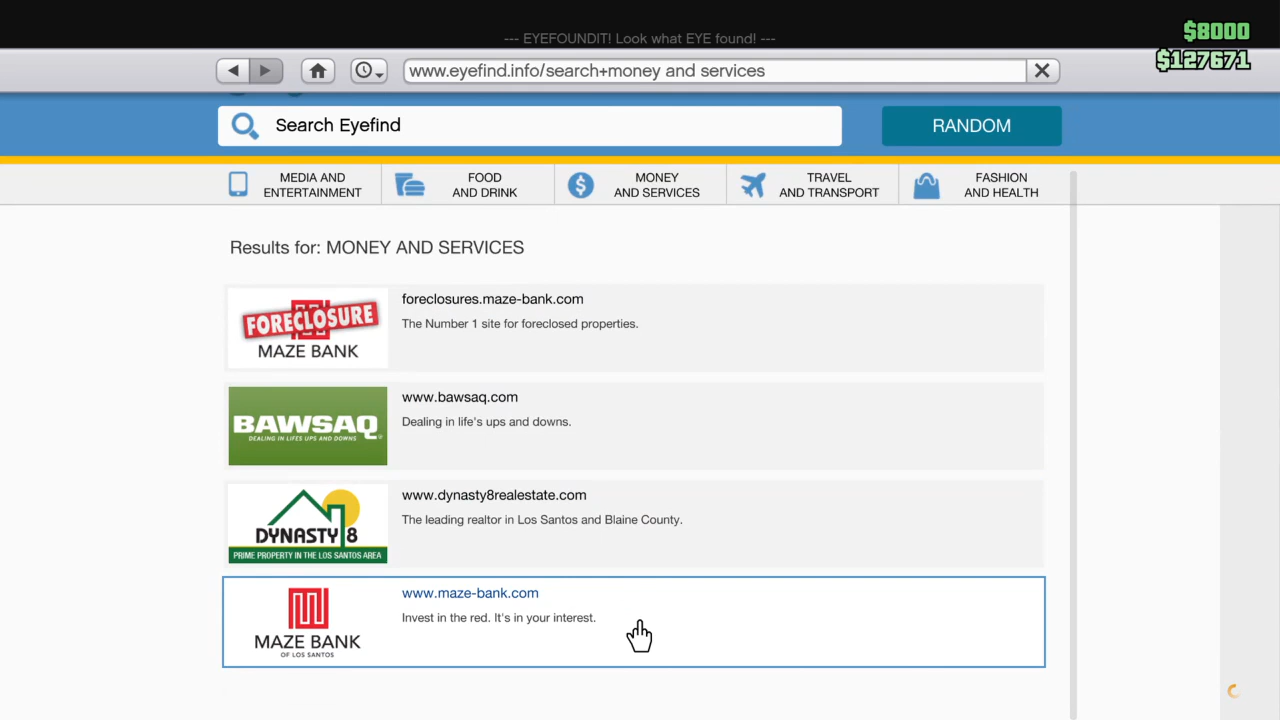 --- EYEFOUNDIT! Look what EYE found! ---
$8000
$127671
www.eyefind.info/search+money and services
Search Eyefind
RANDOM
MEDIA AND
ENTERTAINMENT
FOOD
AND DRINK
MONEY
AND SERVICES
TRAVEL
AND TRANSPORT
FASHION
AND HEALTH
Results for: MONEY AND SERVICES
FORECLOSURE
MAZE BANK
foreclosures.maze-bank.com
The Number 1 site for foreclosed properties.
BAWSAQ
DEALING IN LIFES UPS AND DOWNS
www.bawsaq.com
Dealing in life's ups and downs.
DYNASTY 8
PRIME PROPERTY IN THE LOS SANTOS AREA
www.dynasty8realestate.com
The leading realtor in Los Santos and Blaine County.
MAZE BANK
OF LOS SANTOS
www.maze-bank.com
Invest in the red. It's in your interest.